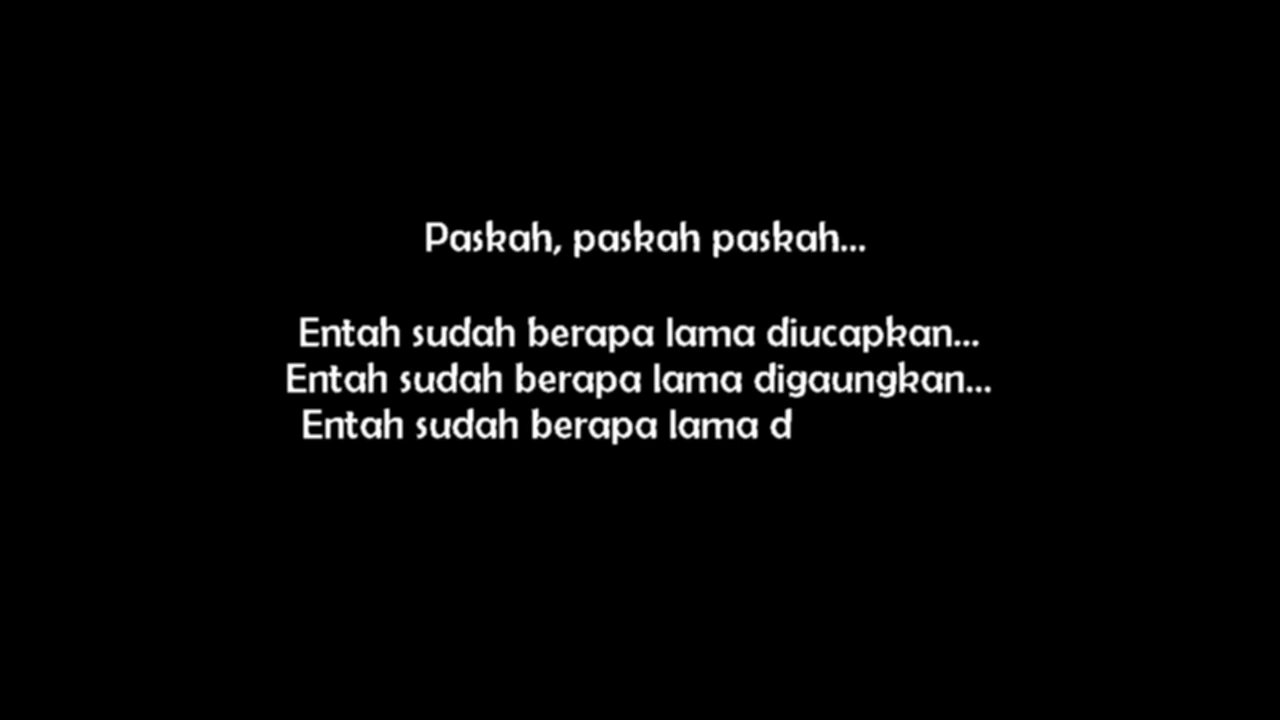 Paskah, paskah paskah...
Entah sudah berapa lama diucapkan...
Entah sudah berapa lama digaungkan...
Entah sudah berapa lama d